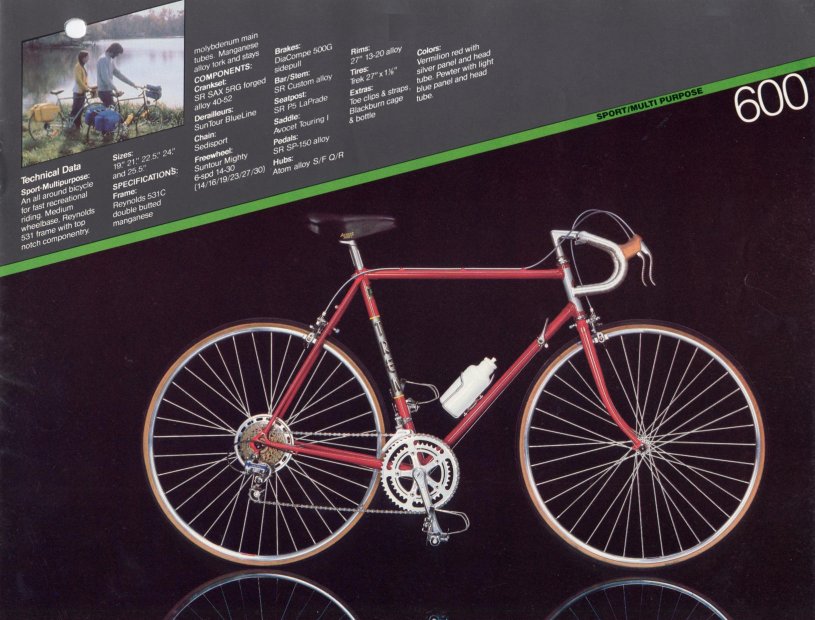 Technical Data
Sport-Multipurpose:
An all around bicycle
for fast recreational
riding. Medium
wheelbase, Reynolds
531 frame with top
notch componentry.
Sizes:
19", 21", 22.5", 24",
and 25.5"
SPECIFICATIONS:
Frame:
Reynolds 531C
double butted
manganese
molybdenum main
tubes. Manganese
alloy fork and stays
COMPONENTS:
Crankset:
SR SAX 5RG forged
alloy 40-52
Derailleurs:
SunTour BlueLine
Chain:
Sedisport
Freewheel:
Suntour Mighty
6-spd 14-30
(14/16/19/23/27/30)
Brakes:
DiaCompe 500G
sidepull
Bar/Stem:
SR Custom alloy
Seatpost:
SR P5 LaPrade
Saddle:
Avocet Touring I
Pedals:
SR SP-150 alloy
Hubs:
Atom alloy S/F Q/R
Rims:
27" 13-20 alloy
Tires:
Trek 27" x 1⅛"
Extras:
Toe clips & straps.
Blackburn cage
& bottle
Colors:
Vermilion red with
silver panel and head
tube. Pewter with light
blue panel and head
tube.
SPORT/MULTI PURPOSE
600